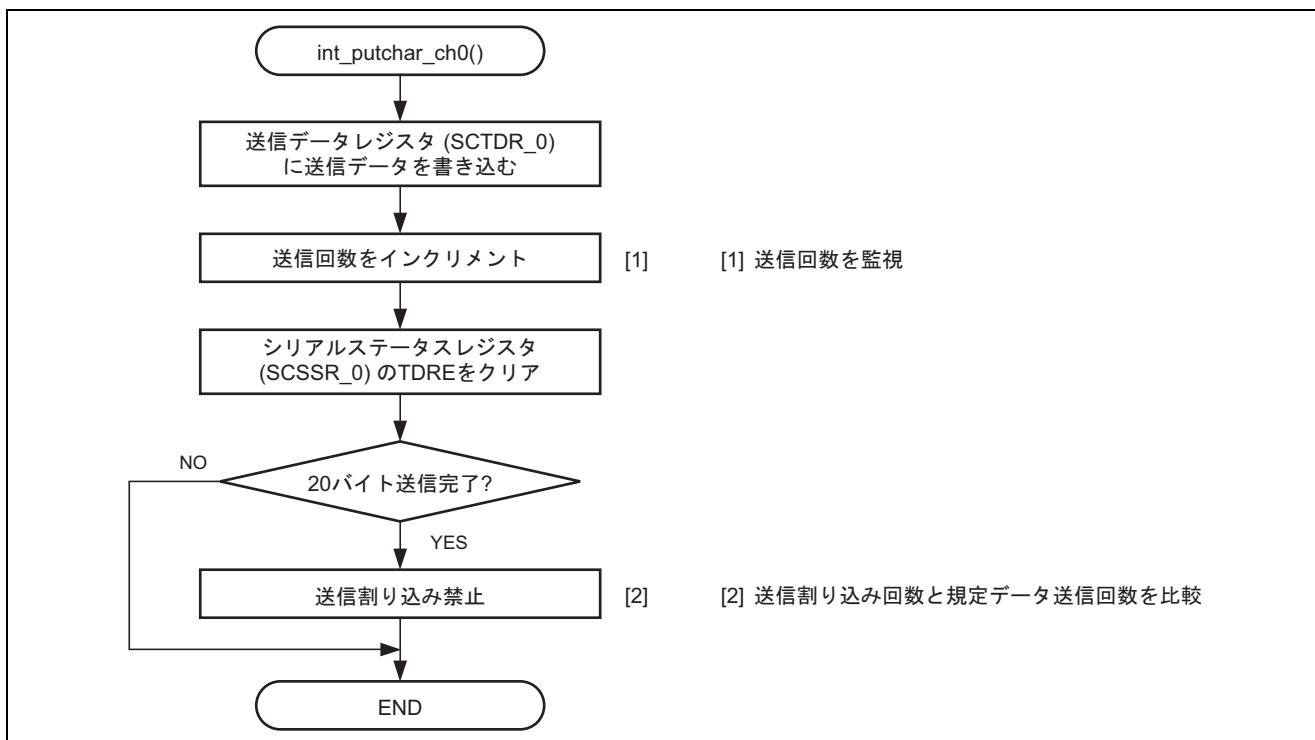 int_putchar_ch0()
送信データレジスタ (SCTDR_0)
に送信データを書き込む
送信回数をインクリメント [1] [1] 送信回数を監視
シリアルステータスレジスタ
(SCSSR_0) のTDREをクリア
NO
20バイト送信完了?
YES
送信割り込み禁止 [2] [2] 送信割り込み回数と規定データ送信回数を比較
END